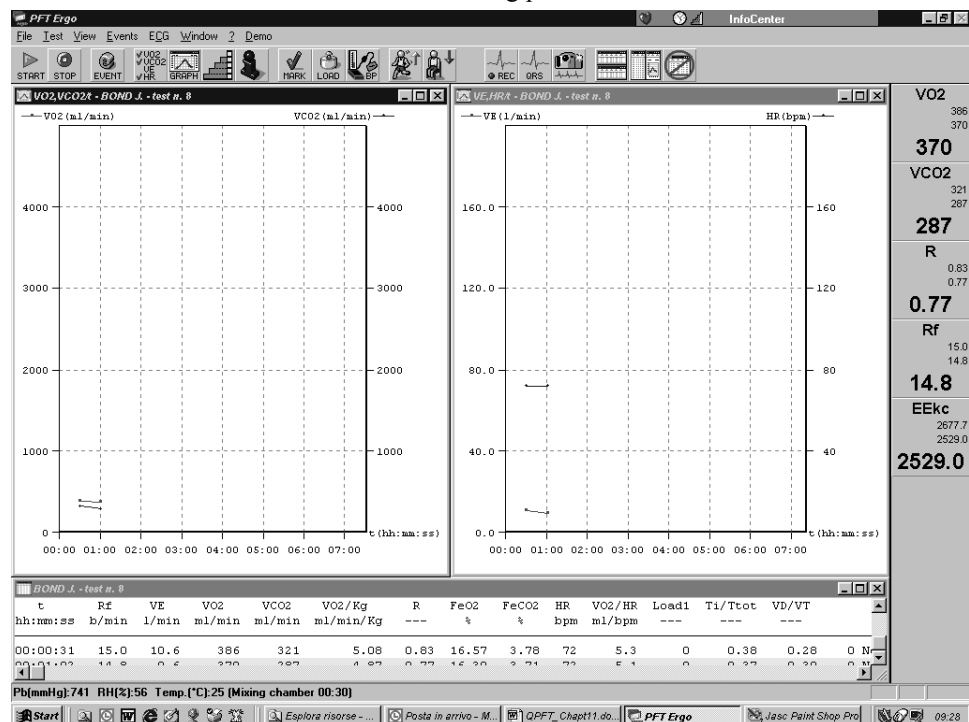 PFT Ergo InfoCenter
File Test View Events ECG Window ? Demo
START STOP EVENT VO2 VCO2 VE HR GRAPH MARK LOAD BP REC QRS
VO2,VCO2/t - BOND J. - test n. 8
VO2(ml/min) VCO2(ml/min)
4000 4000
3000 3000
2000 2000
1000 1000
0 t(hh:mm:ss)
00:00 01:00 02:00 03:00 04:00 05:00 06:00 07:00
VE,HR/t - BOND J. - test n. 8
VE(l/min) HR(bpm)
160.0 160
120.0 120
80.0 80
40.0 40
0.0 t(hh:mm:ss)
00:00 01:00 02:00 03:00 04:00 05:00 06:00 07:00
VO2
386
370
370
VCO2
321
287
287
R
0.83
0.77
0.77
Rf
15.0
14.8
14.8
EEkc
2677.7
2529.0
2529.0
BOND J. - test n. 8
t Rf VE VO2 VCO2 VO2/Kg R FeO2 FeCO2 HR VO2/HR Load1 Ti/Ttot VD/VT
hh:mm:ss b/min l/min ml/min ml/min ml/min/Kg --- % % bpm ml/bpm --- --- ---
00:00:31 15.0 10.6 386 321 5.08 0.83 16.57 3.78 72 5.3 0 0.38 0.28 0
Pb(mmHg):741 RH(%):56 Temp.(°C):25 (Mixing chamber 00:30)
Start Esplora risorse - ... Posta in arrivo - M... QPFT_Chapt11.do... PFT Ergo Jasc Paint Shop Pro 09:28